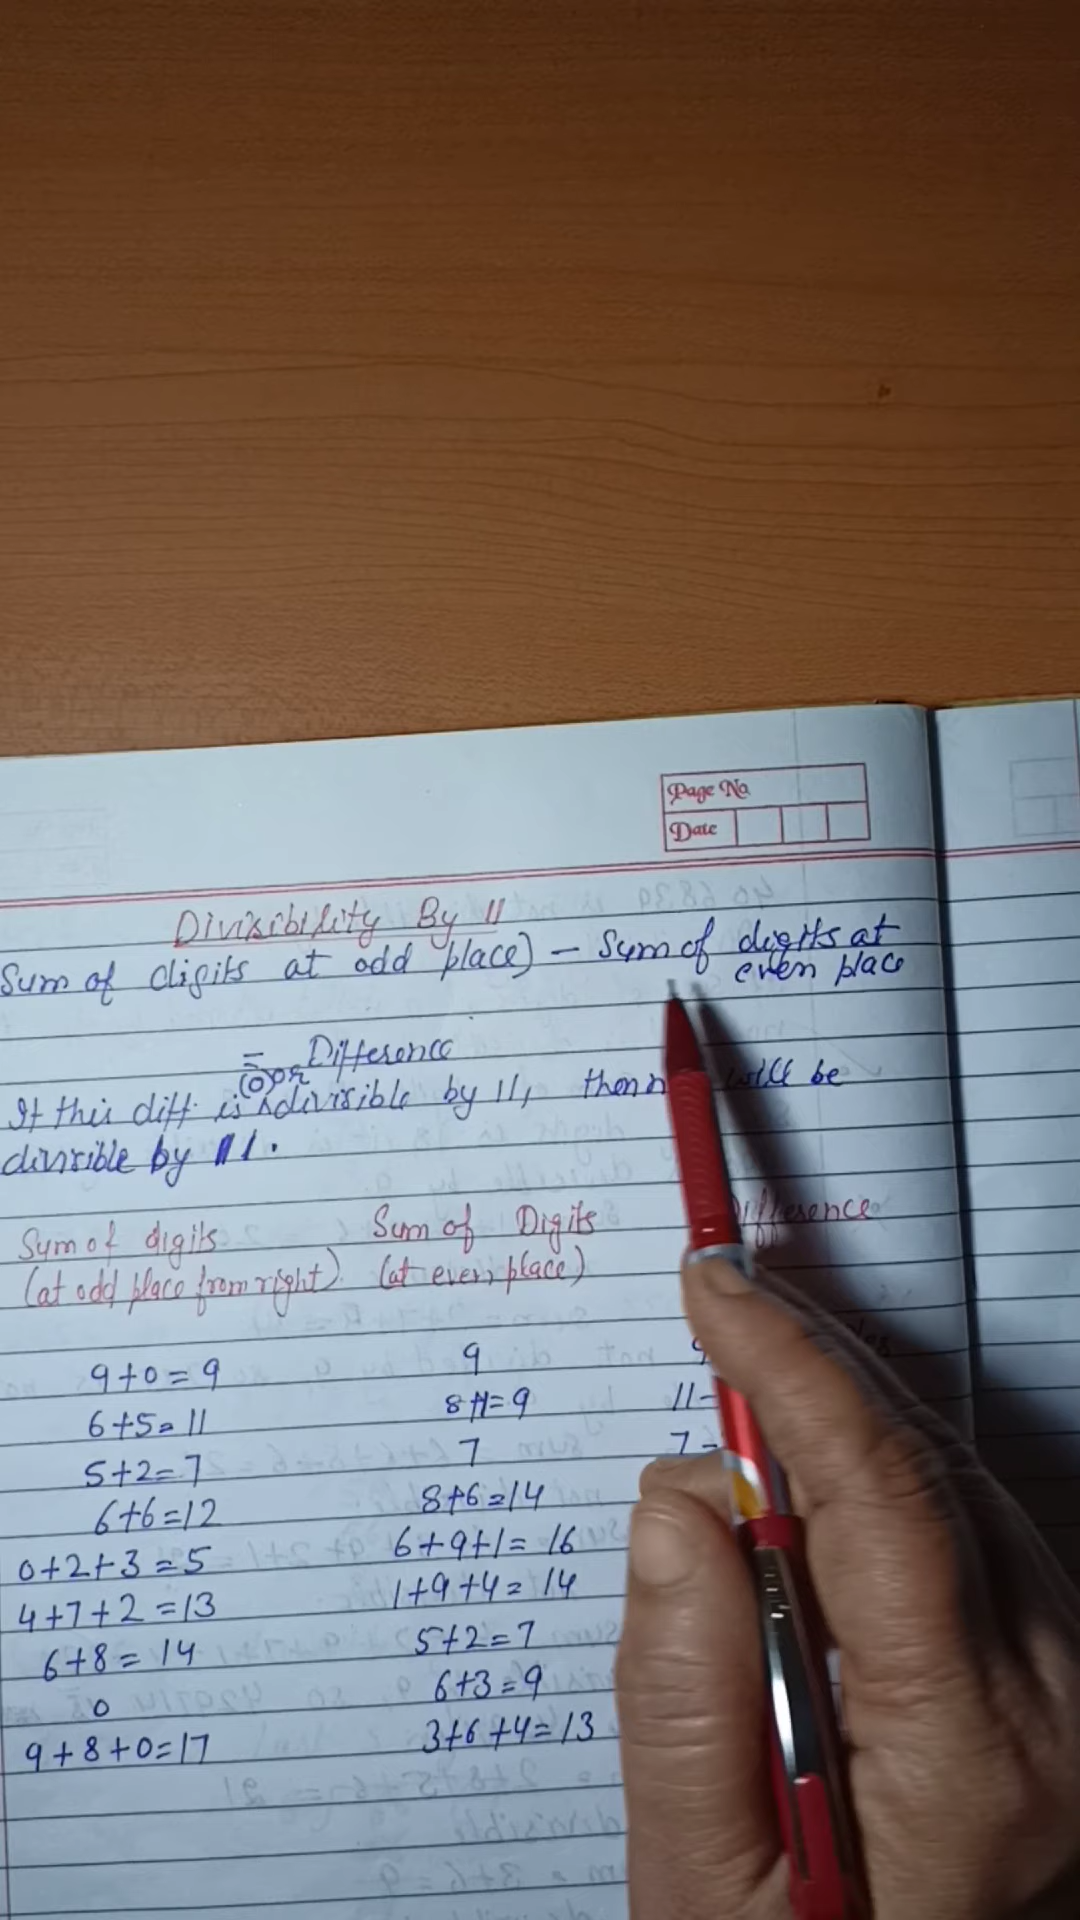 Page No.
Date
Divisibility By 11
Sum of digits at odd place) - Sum of digits at
even place
= Difference
0 or
If this diff. is divisible by 11, then will be
divisible by 11.
Sum of digits Sum of Digits Difference
(at odd place from right) (at even place)
9+0=9 9 9
6+5=11 8+1=9 11-
5+2=7 7 7-
6+6=12 8+6=14
0+2+3=5 6+9+1=16
4+7+2=13 1+9+4=14
6+8=14 5+2=7
0 6+3=9
9+8+0=17 3+6+4=13